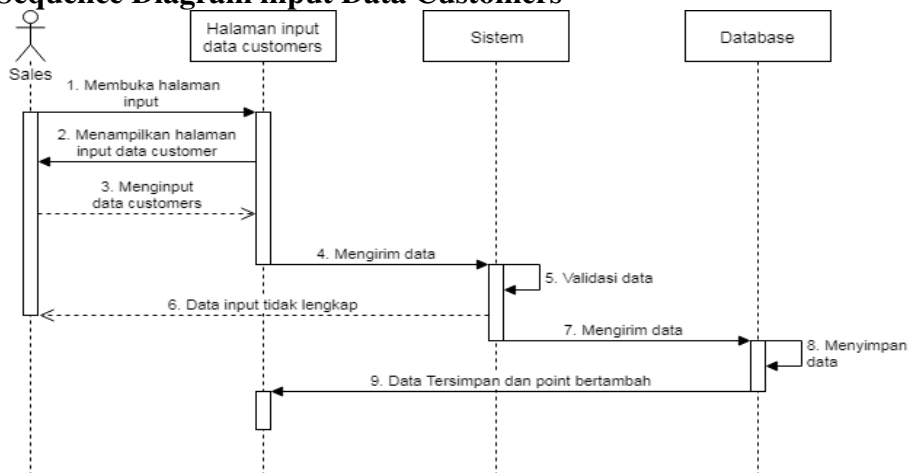 Sequence Diagram input Data Customers
Halaman input
data customers
Sistem
Database
Sales
1. Membuka halaman
input
2. Menampilkan halaman
input data customer
3. Menginput
data customers
4. Mengirim data
5. Validasi data
6. Data input tidak lengkap
7. Mengirim data
8. Menyimpan
data
9. Data Tersimpan dan point bertambah